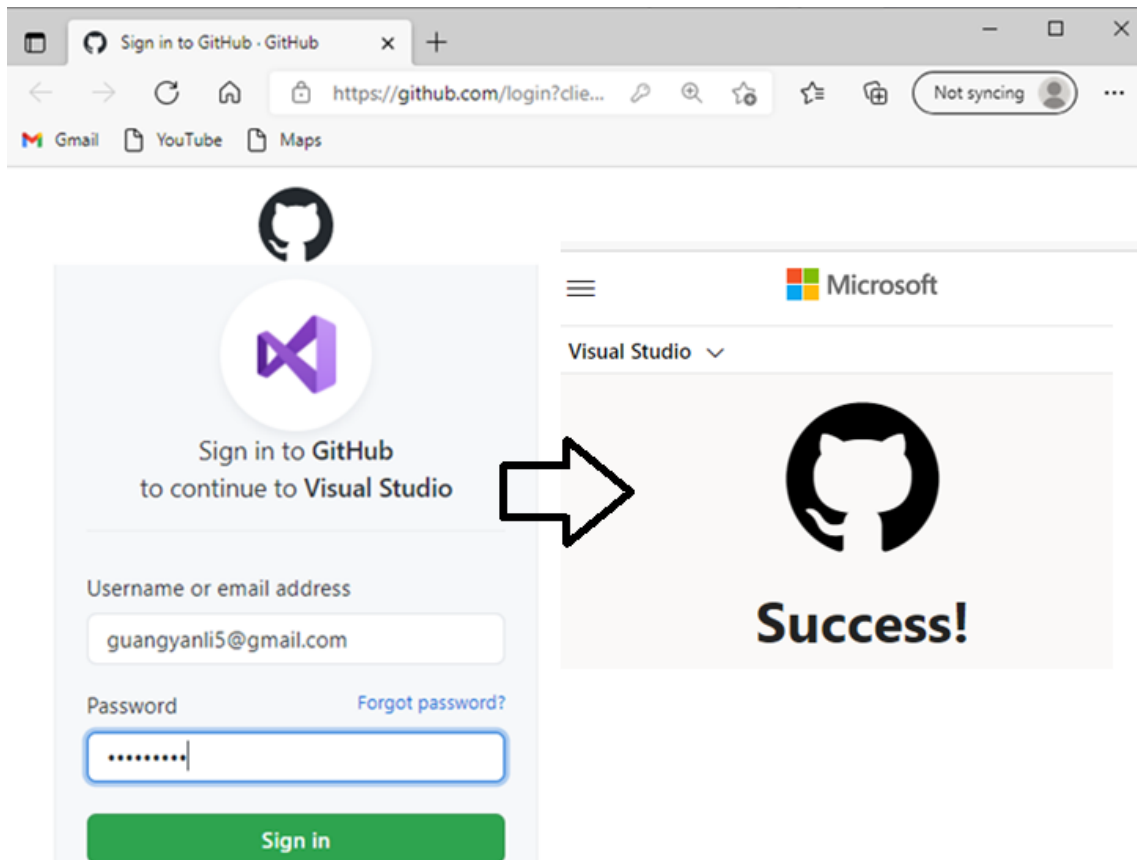 Sign in to GitHub · GitHub
https://github.com/login?clie...
Not syncing
Gmail YouTube Maps
Sign in to GitHub
to continue to Visual Studio
Username or email address
guangyanli5@gmail.com
Password Forgot password?
•••••••••
Sign in
Microsoft
Visual Studio
Success!